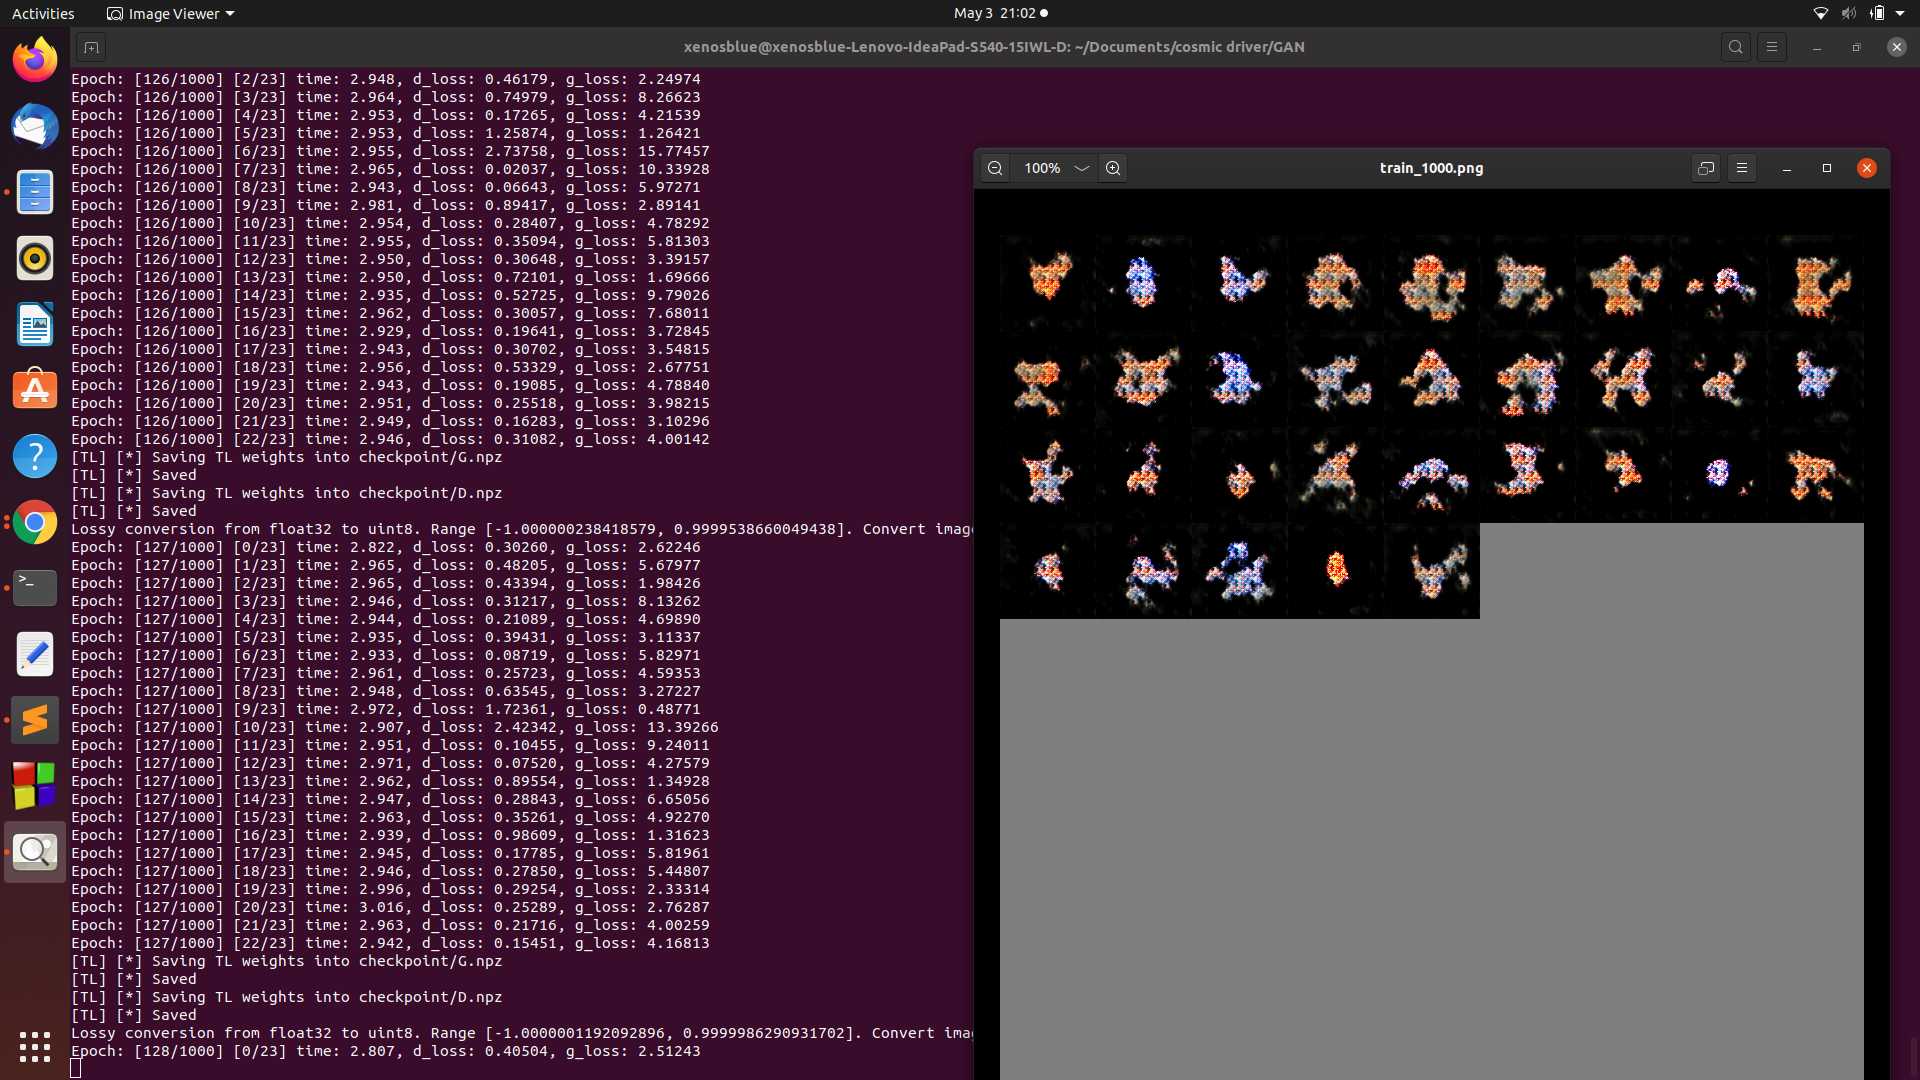 Activities
Image Viewer
May 3 21:02
xenosblue@xenosblue-Lenovo-IdeaPad-S540-15IWL-D: ~/Documents/cosmic driver/GAN
Epoch: [126/1000] [2/23] time: 2.948, d_loss: 0.46179, g_loss: 2.24974
Epoch: [126/1000] [3/23] time: 2.964, d_loss: 0.74979, g_loss: 8.26623
Epoch: [126/1000] [4/23] time: 2.953, d_loss: 0.17265, g_loss: 4.21539
Epoch: [126/1000] [5/23] time: 2.953, d_loss: 1.25874, g_loss: 1.26421
Epoch: [126/1000] [6/23] time: 2.955, d_loss: 2.73758, g_loss: 15.77457
Epoch: [126/1000] [7/23] time: 2.965, d_loss: 0.02037, g_loss: 10.33928
Epoch: [126/1000] [8/23] time: 2.943, d_loss: 0.06643, g_loss: 5.97271
Epoch: [126/1000] [9/23] time: 2.981, d_loss: 0.89417, g_loss: 2.89141
Epoch: [126/1000] [10/23] time: 2.954, d_loss: 0.28407, g_loss: 4.78292
Epoch: [126/1000] [11/23] time: 2.955, d_loss: 0.35094, g_loss: 5.81303
Epoch: [126/1000] [12/23] time: 2.950, d_loss: 0.30648, g_loss: 3.39157
Epoch: [126/1000] [13/23] time: 2.950, d_loss: 0.72101, g_loss: 1.69666
Epoch: [126/1000] [14/23] time: 2.935, d_loss: 0.52725, g_loss: 9.79026
Epoch: [126/1000] [15/23] time: 2.962, d_loss: 0.30057, g_loss: 7.68011
Epoch: [126/1000] [16/23] time: 2.929, d_loss: 0.19641, g_loss: 3.72845
Epoch: [126/1000] [17/23] time: 2.943, d_loss: 0.30702, g_loss: 3.54815
Epoch: [126/1000] [18/23] time: 2.956, d_loss: 0.53329, g_loss: 2.67751
Epoch: [126/1000] [19/23] time: 2.943, d_loss: 0.19085, g_loss: 4.78840
Epoch: [126/1000] [20/23] time: 2.951, d_loss: 0.25518, g_loss: 3.98215
Epoch: [126/1000] [21/23] time: 2.949, d_loss: 0.16283, g_loss: 3.10296
Epoch: [126/1000] [22/23] time: 2.946, d_loss: 0.31082, g_loss: 4.00142
[TL] [*] Saving TL weights into checkpoint/G.npz
[TL] [*] Saved
[TL] [*] Saving TL weights into checkpoint/D.npz
[TL] [*] Saved
Lossy conversion from float32 to uint8. Range [-1.000000238418579, 0.9999538660049438]. Convert imag
Epoch: [127/1000] [0/23] time: 2.822, d_loss: 0.30260, g_loss: 2.62246
Epoch: [127/1000] [1/23] time: 2.965, d_loss: 0.48205, g_loss: 5.67977
Epoch: [127/1000] [2/23] time: 2.965, d_loss: 0.43394, g_loss: 1.98426
Epoch: [127/1000] [3/23] time: 2.946, d_loss: 0.31217, g_loss: 8.13262
Epoch: [127/1000] [4/23] time: 2.944, d_loss: 0.21089, g_loss: 4.69890
Epoch: [127/1000] [5/23] time: 2.935, d_loss: 0.39431, g_loss: 3.11337
Epoch: [127/1000] [6/23] time: 2.933, d_loss: 0.08719, g_loss: 5.82971
Epoch: [127/1000] [7/23] time: 2.961, d_loss: 0.25723, g_loss: 4.59353
Epoch: [127/1000] [8/23] time: 2.948, d_loss: 0.63545, g_loss: 3.27227
Epoch: [127/1000] [9/23] time: 2.972, d_loss: 1.72361, g_loss: 0.48771
Epoch: [127/1000] [10/23] time: 2.907, d_loss: 2.42342, g_loss: 13.39266
Epoch: [127/1000] [11/23] time: 2.951, d_loss: 0.10455, g_loss: 9.24011
Epoch: [127/1000] [12/23] time: 2.971, d_loss: 0.07520, g_loss: 4.27579
Epoch: [127/1000] [13/23] time: 2.962, d_loss: 0.89554, g_loss: 1.34928
Epoch: [127/1000] [14/23] time: 2.947, d_loss: 0.28843, g_loss: 6.65056
Epoch: [127/1000] [15/23] time: 2.963, d_loss: 0.35261, g_loss: 4.92270
Epoch: [127/1000] [16/23] time: 2.939, d_loss: 0.98609, g_loss: 1.31623
Epoch: [127/1000] [17/23] time: 2.945, d_loss: 0.17785, g_loss: 5.81961
Epoch: [127/1000] [18/23] time: 2.946, d_loss: 0.27850, g_loss: 5.44807
Epoch: [127/1000] [19/23] time: 2.996, d_loss: 0.29254, g_loss: 2.33314
Epoch: [127/1000] [20/23] time: 3.016, d_loss: 0.25289, g_loss: 2.76287
Epoch: [127/1000] [21/23] time: 2.963, d_loss: 0.21716, g_loss: 4.00259
Epoch: [127/1000] [22/23] time: 2.942, d_loss: 0.15451, g_loss: 4.16813
[TL] [*] Saving TL weights into checkpoint/G.npz
[TL] [*] Saved
[TL] [*] Saving TL weights into checkpoint/D.npz
[TL] [*] Saved
Lossy conversion from float32 to uint8. Range [-1.0000001192092896, 0.9999986290931702]. Convert imag
Epoch: [128/1000] [0/23] time: 2.807, d_loss: 0.40504, g_loss: 2.51243
100%
train_1000.png